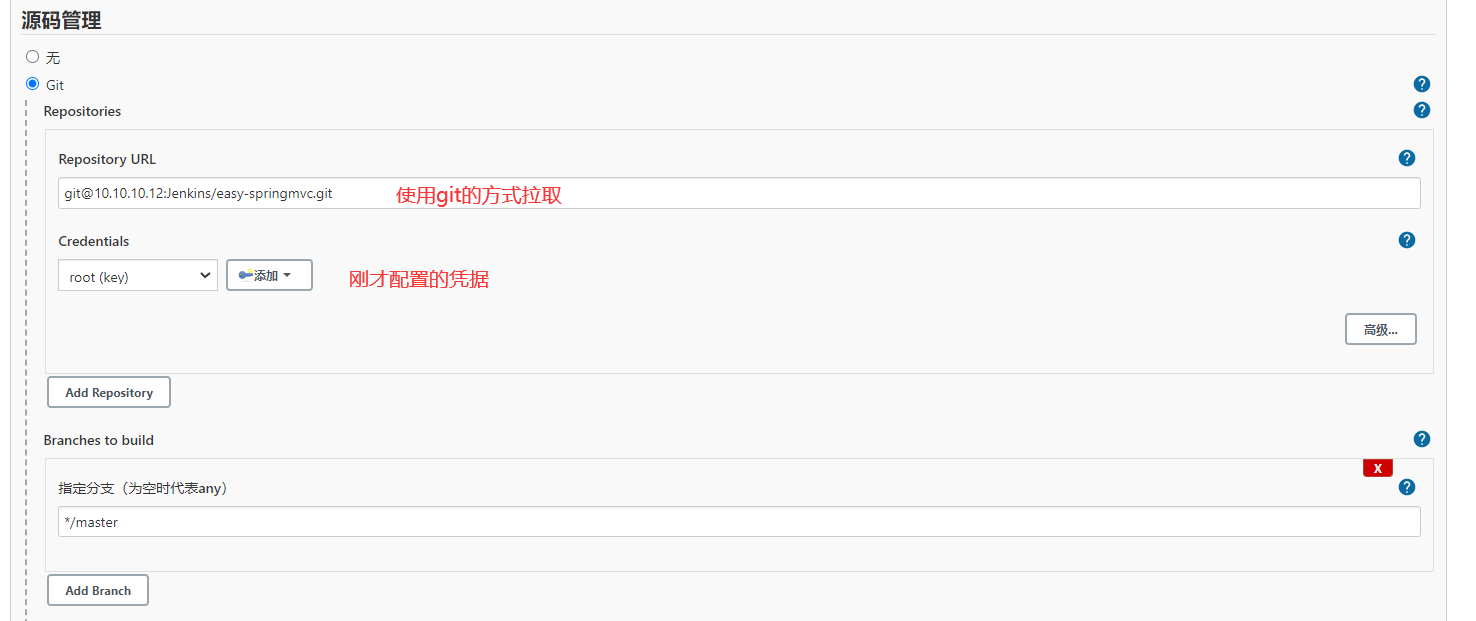 源码管理
无
Git
Repositories
Repository URL
git@10.10.10.12:Jenkins/easy-springmvc.git 使用git的方式拉取
Credentials
root (key) 添加 刚才配置的凭据
高级...
Add Repository
Branches to build
X
指定分支（为空时代表any）
*/master
Add Branch